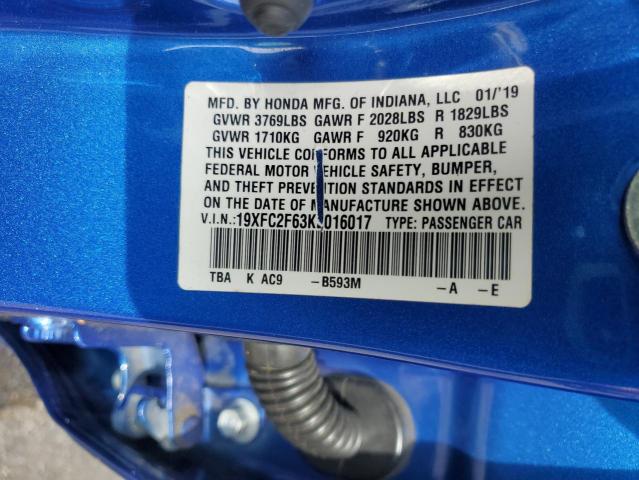 MFD. BY HONDA MFG. OF INDIANA, LLC 01/'19
GVWR 3769LBS GAWR F 2028LBS R 1829LBS
GVWR 1710KG GAWR F 920KG R 830KG
THIS VEHICLE CONFORMS TO ALL APPLICABLE
FEDERAL MOTOR VEHICLE SAFETY, BUMPER,
AND THEFT PREVENTION STANDARDS IN EFFECT
ON THE DATE OF MANUFACTURE SHOWN ABOVE.
V.I.N.: TYPE: PASSENGER CAR
TBA K AC9 -B593M -A -E